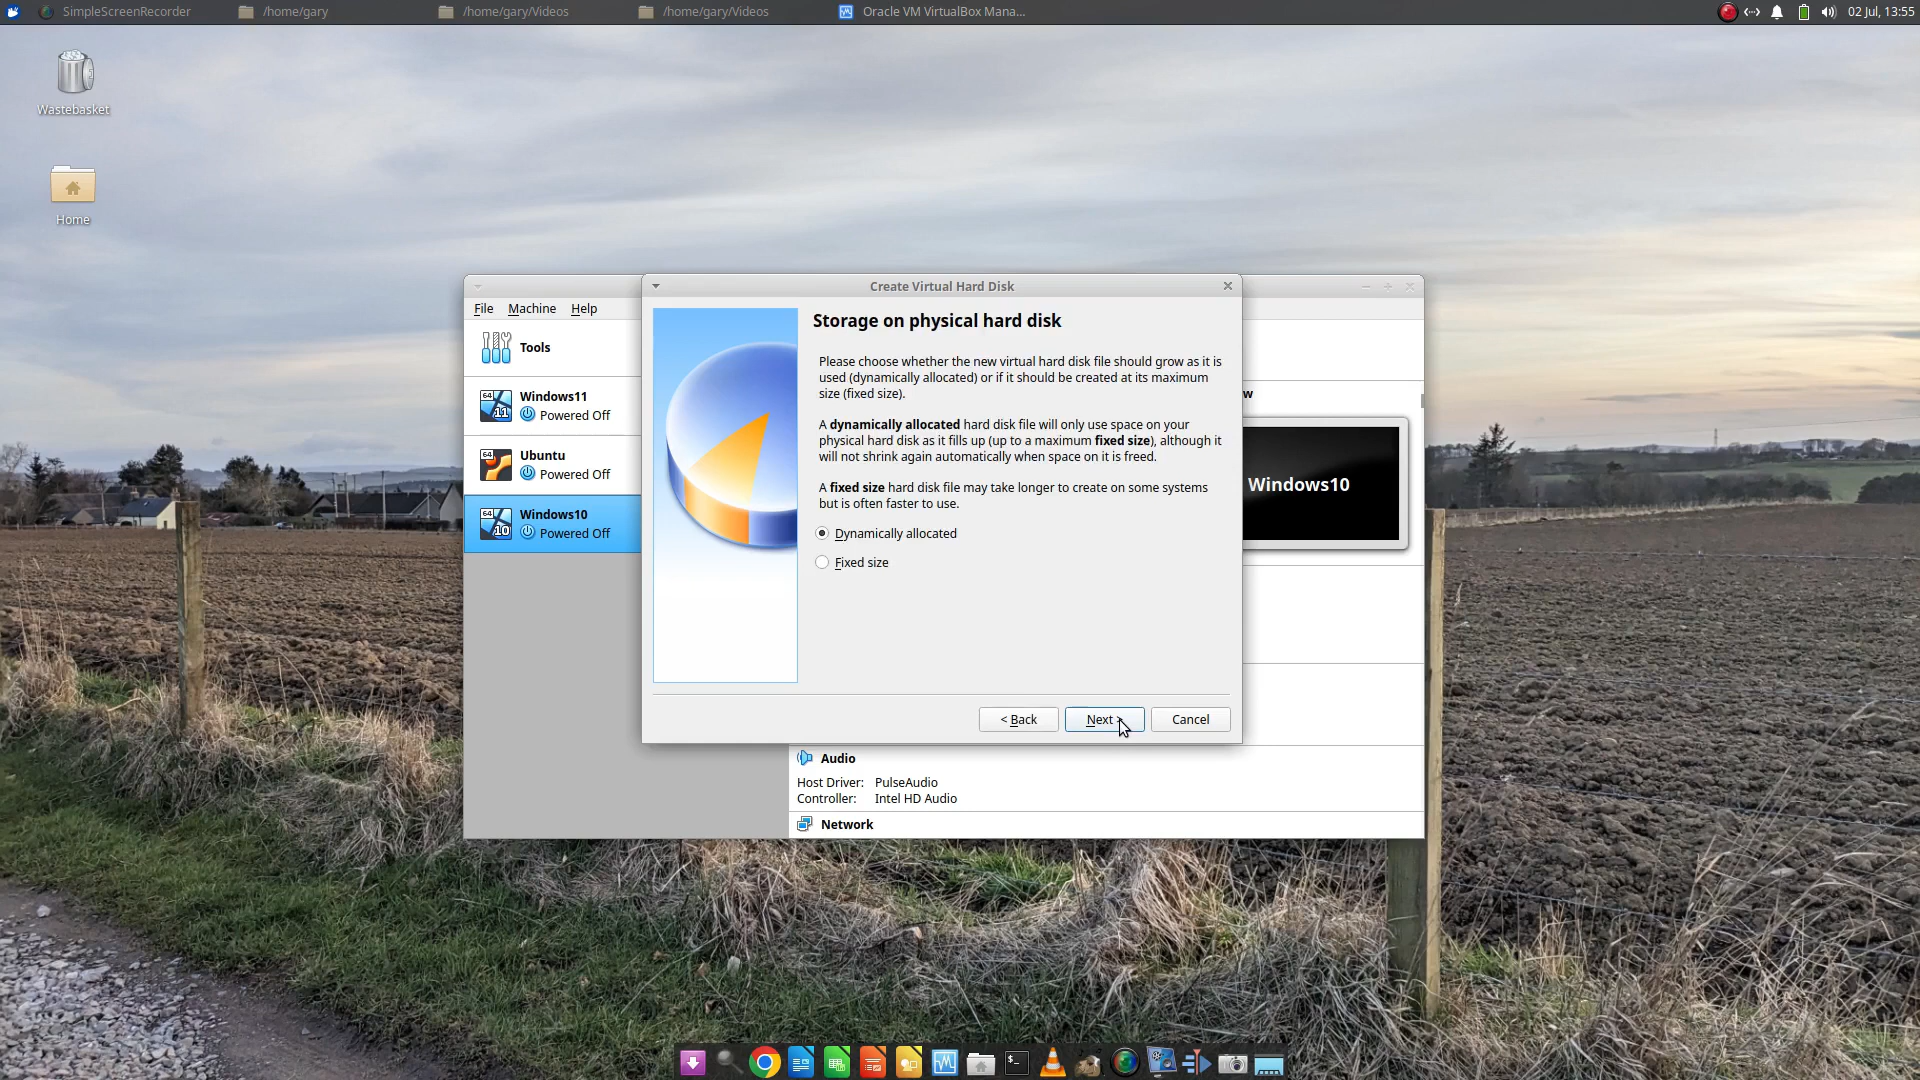 SimpleScreenRecorder
/home/gary
/home/gary/Videos
/home/gary/Videos
Oracle VM VirtualBox Mana...
02 Jul, 13:55
Wastebasket
Home
Create Virtual Hard Disk
File Machine Help
Tools
64
11
Windows11
Powered Off
64
Ubuntu
Powered Off
64
10
Windows10
Powered Off
Storage on physical hard disk
Please choose whether the new virtual hard disk file should grow as it is
used (dynamically allocated) or if it should be created at its maximum
size (fixed size).
A dynamically allocated hard disk file will only use space on your
physical hard disk as it fills up (up to a maximum fixed size), although it
will not shrink again automatically when space on it is freed.
A fixed size hard disk file may take longer to create on some systems
but is often faster to use.
Dynamically allocated
Fixed size
< Back
Next >
Cancel
w
Windows10
Audio
Host Driver: PulseAudio
Controller: Intel HD Audio
Network